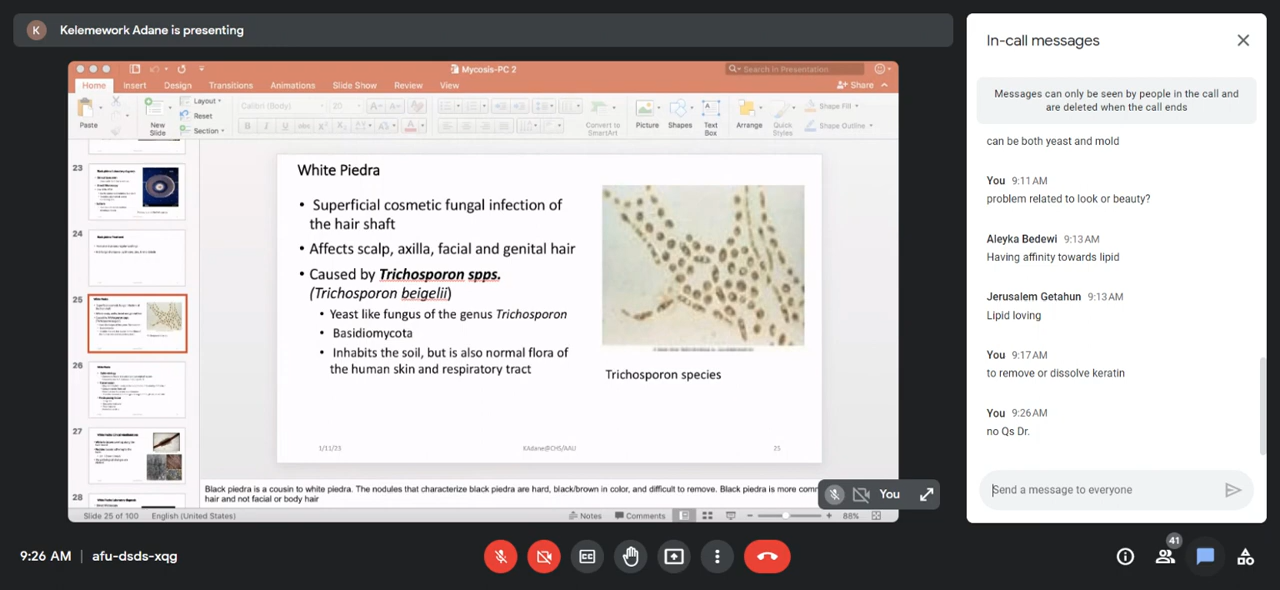 K Kelemework Adane is presenting
Mycosis-PC 2
Search in Presentation
Home Insert Design Transitions Animations Slide Show Review View
Share
Paste
New
Slide
Layout
Reset
Section
Calibri (Body) 20
Convert to
SmartArt
Picture
Shapes
Text
Box
Arrange
Quick
Styles
Shape Fill
Shape Outline
23
24
25
26
27
28
White Piedra
• Superficial cosmetic fungal infection of
the hair shaft
• Affects scalp, axilla, facial and genital hair
• Caused by Trichosporon spps.
(Trichosporon beigelii)
• Yeast like fungus of the genus Trichosporon
• Basidiomycota
• Inhabits the soil, but is also normal flora of
the human skin and respiratory tract
Trichosporon species
1/11/23 KAdane@CHS/AAU 25
Black piedra is a cousin to white piedra. The nodules that characterize black piedra are hard, black/brown in color, and difficult to remove. Black piedra is more
hair and not facial or body hair
You
Slide 25 of 100 English (United States) Notes Comments 88%
9:26 AM | afu-dsds-xqg
In-call messages
Messages can only be seen by people in the call and
are deleted when the call ends
can be both yeast and mold
You 9:11 AM
problem related to look or beauty?
Aleyka Bedewi 9:13 AM
Having affinity towards lipid
Jerusalem Getahun 9:13 AM
Lipid loving
You 9:17 AM
to remove or dissolve keratin
You 9:26 AM
no Qs Dr.
Send a message to everyone
41